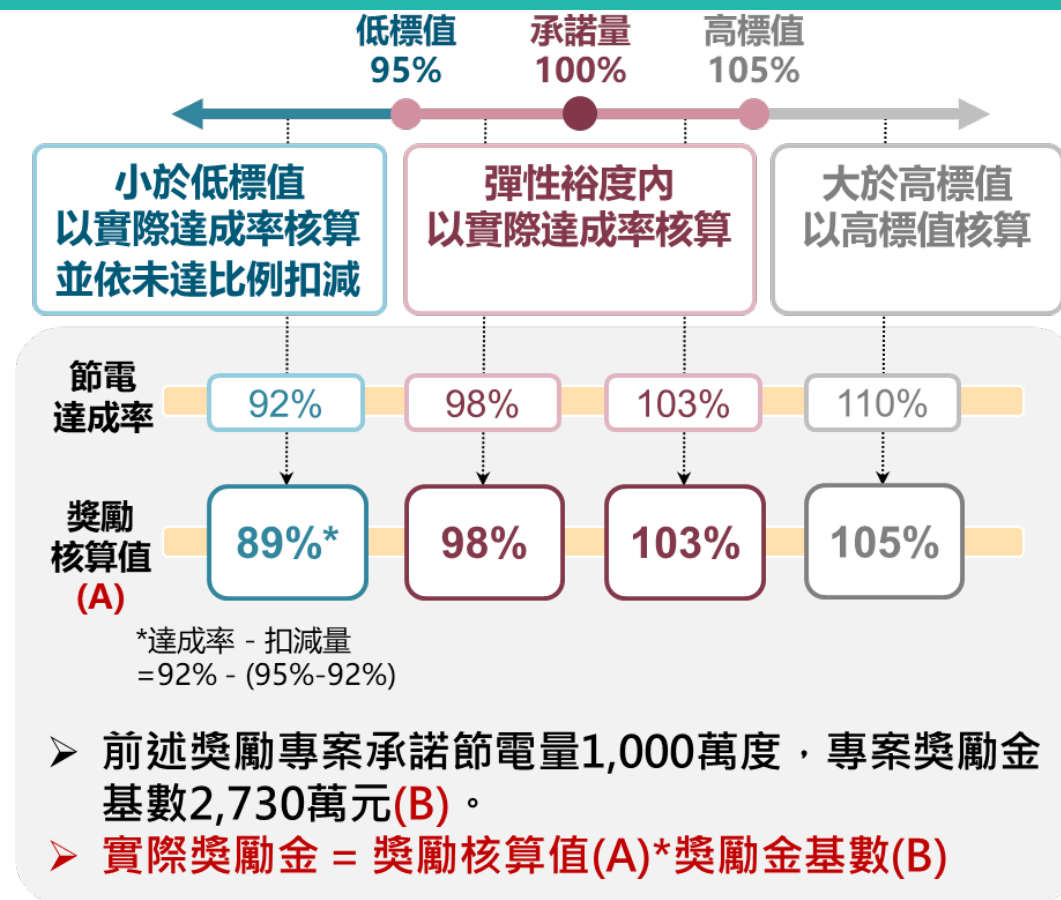 低標值
95%
承諾量
100%
高標值
105%
小於低標值
以實際達成率核算
並依未達比例扣減
彈性裕度內
以實際達成率核算
大於高標值
以高標值核算
節電
達成率
92%
98%
103%
110%
獎勵
核算值
(A)
89%*
98%
103%
105%
*達成率 - 扣減量
=92% - (95%-92%)
➢ 前述獎勵專案承諾節電量1,000萬度，專案獎勵金
基數2,730萬元(B)。
➢ 實際獎勵金 = 獎勵核算值(A)*獎勵金基數(B)